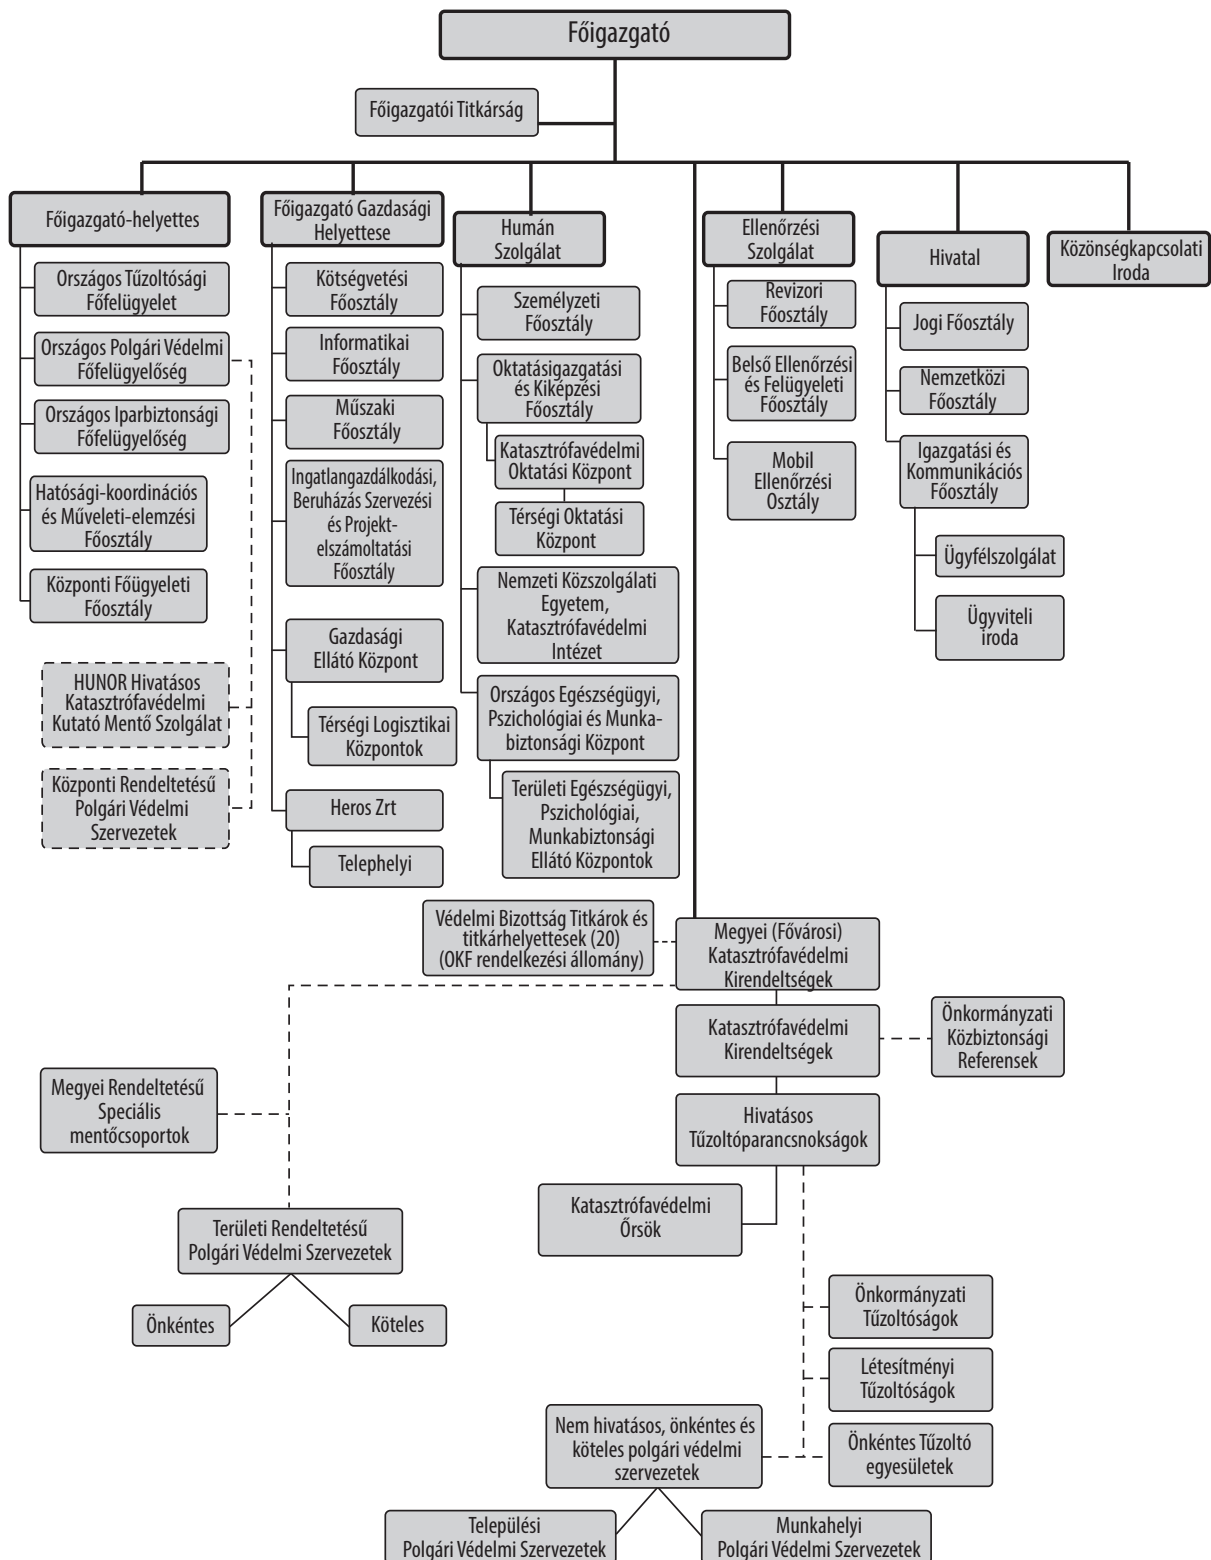 Főigazgató
Főigazgatói Titkárság
Főigazgató-helyettes
Országos Tűzoltósági
Főfelügyelet
Országos Polgári Védelmi
Főfelügyelőség
Országos Iparbiztonsági
Főfelügyelőség
Hatósági-koordinációs
és Műveleti-elemzési
Főosztály
Központi Főügyeleti
Főosztály
HUNOR Hivatásos
Katasztrófavédelmi
Kutató Mentő Szolgálat
Központi Rendeltetésű
Polgári Védelmi
Szervezetek
Főigazgató Gazdasági
Helyettese
Kötségvetési
Főosztály
Informatikai
Főosztály
Műszaki
Főosztály
Ingatlangazdálkodási,
Beruházás Szervezési
és Projekt-
elszámoltatási
Főosztály
Gazdasági
Ellátó Központ
Térségi Logisztikai
Központok
Heros Zrt
Telephelyi
Humán
Szolgálat
Személyzeti
Főosztály
Oktatásigazgatási
és Kiképzési
Főosztály
Katasztrófavédelmi
Oktatási Központ
Térségi Oktatási
Központ
Nemzeti Közszolgálati
Egyetem,
Katasztrófavédelmi
Intézet
Országos Egészségügyi,
Pszichológiai és Munka-
biztonsági Központ
Területi Egészségügyi,
Pszichológiai,
Munkabiztonsági
Ellátó Központok
Ellenőrzési
Szolgálat
Revizori
Főosztály
Belső Ellenőrzési
és Felügyeleti
Főosztály
Mobil
Ellenőrzési
Osztály
Hivatal
Jogi Főosztály
Nemzetközi
Főosztály
Igazgatási és
Kommunikációs
Főosztály
Ügyfélszolgálat
Ügyviteli
iroda
Közönségkapcsolati
Iroda
Védelmi Bizottság Titkárok és
titkárhelyettesek (20)
(OKF rendelkezési állomány)
Megyei (Fővárosi)
Katasztrófavédelmi
Kirendeltségek
Katasztrófavédelmi
Kirendeltségek
Önkormányzati
Közbiztonsági
Referensek
Megyei Rendeltetésű
Speciális
mentőcsoportok
Hivatásos
Tűzoltóparancsnokságok
Katasztrófavédelmi
Őrsök
Területi Rendeltetésű
Polgári Védelmi Szervezetek
Önkéntes
Köteles
Önkormányzati
Tűzoltóságok
Létesítményi
Tűzoltóságok
Önkéntes Tűzoltó
egyesületek
Nem hivatásos, önkéntes és
köteles polgári védelmi
szervezetek
Települési
Polgári Védelmi Szervezetek
Munkahelyi
Polgári Védelmi Szervezetek